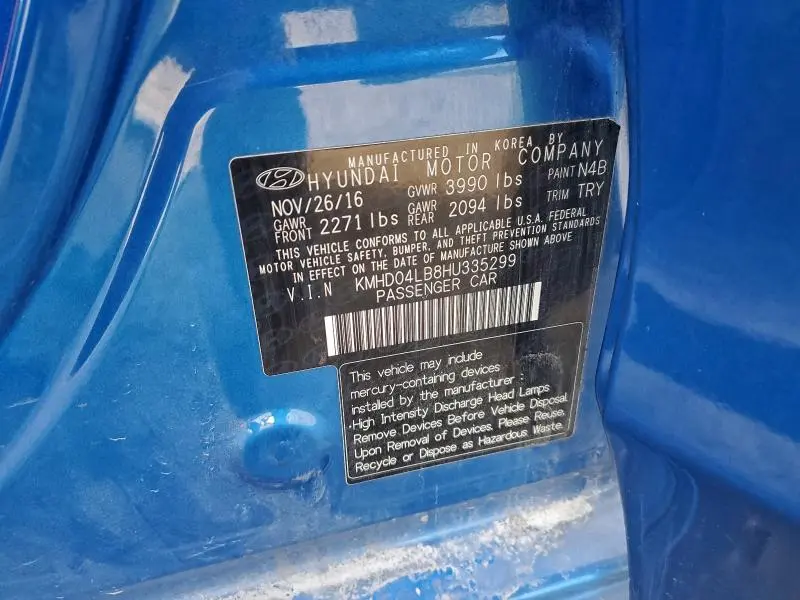 MANUFACTURED IN KOREA BY
HYUNDAI MOTOR COMPANY
NOV/26/16 GVWR 3990 lbs PAINT N4B
GAWR FRONT 2271 lbs GAWR REAR 2094 lbs TRIM TRY
THIS VEHICLE CONFORMS TO ALL APPLICABLE U.S.A. FEDERAL
MOTOR VEHICLE SAFETY, BUMPER, AND THEFT PREVENTION STANDARDS
IN EFFECT ON THE DATE OF MANUFACTURE SHOWN ABOVE
V.I.N KMHD04LB8HU335299
PASSENGER CAR
This vehicle may include
mercury-containing devices
installed by the manufacturer :
•High Intensity Discharge Head Lamps
Remove Devices Before Vehicle Disposal
Upon Removal of Devices, Please Reuse,
Recycle or Dispose as Hazardous Waste.